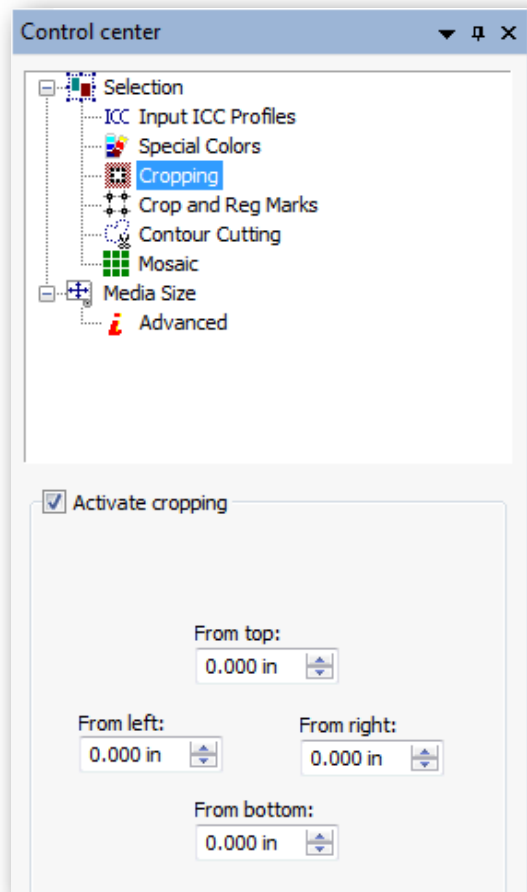 Control center
Selection
ICC Input ICC Profiles
Special Colors
Cropping
Crop and Reg Marks
Contour Cutting
Mosaic
Media Size
i Advanced
Activate cropping
From top:
0.000 in
From left:
From right:
0.000 in
0.000 in
From bottom:
0.000 in